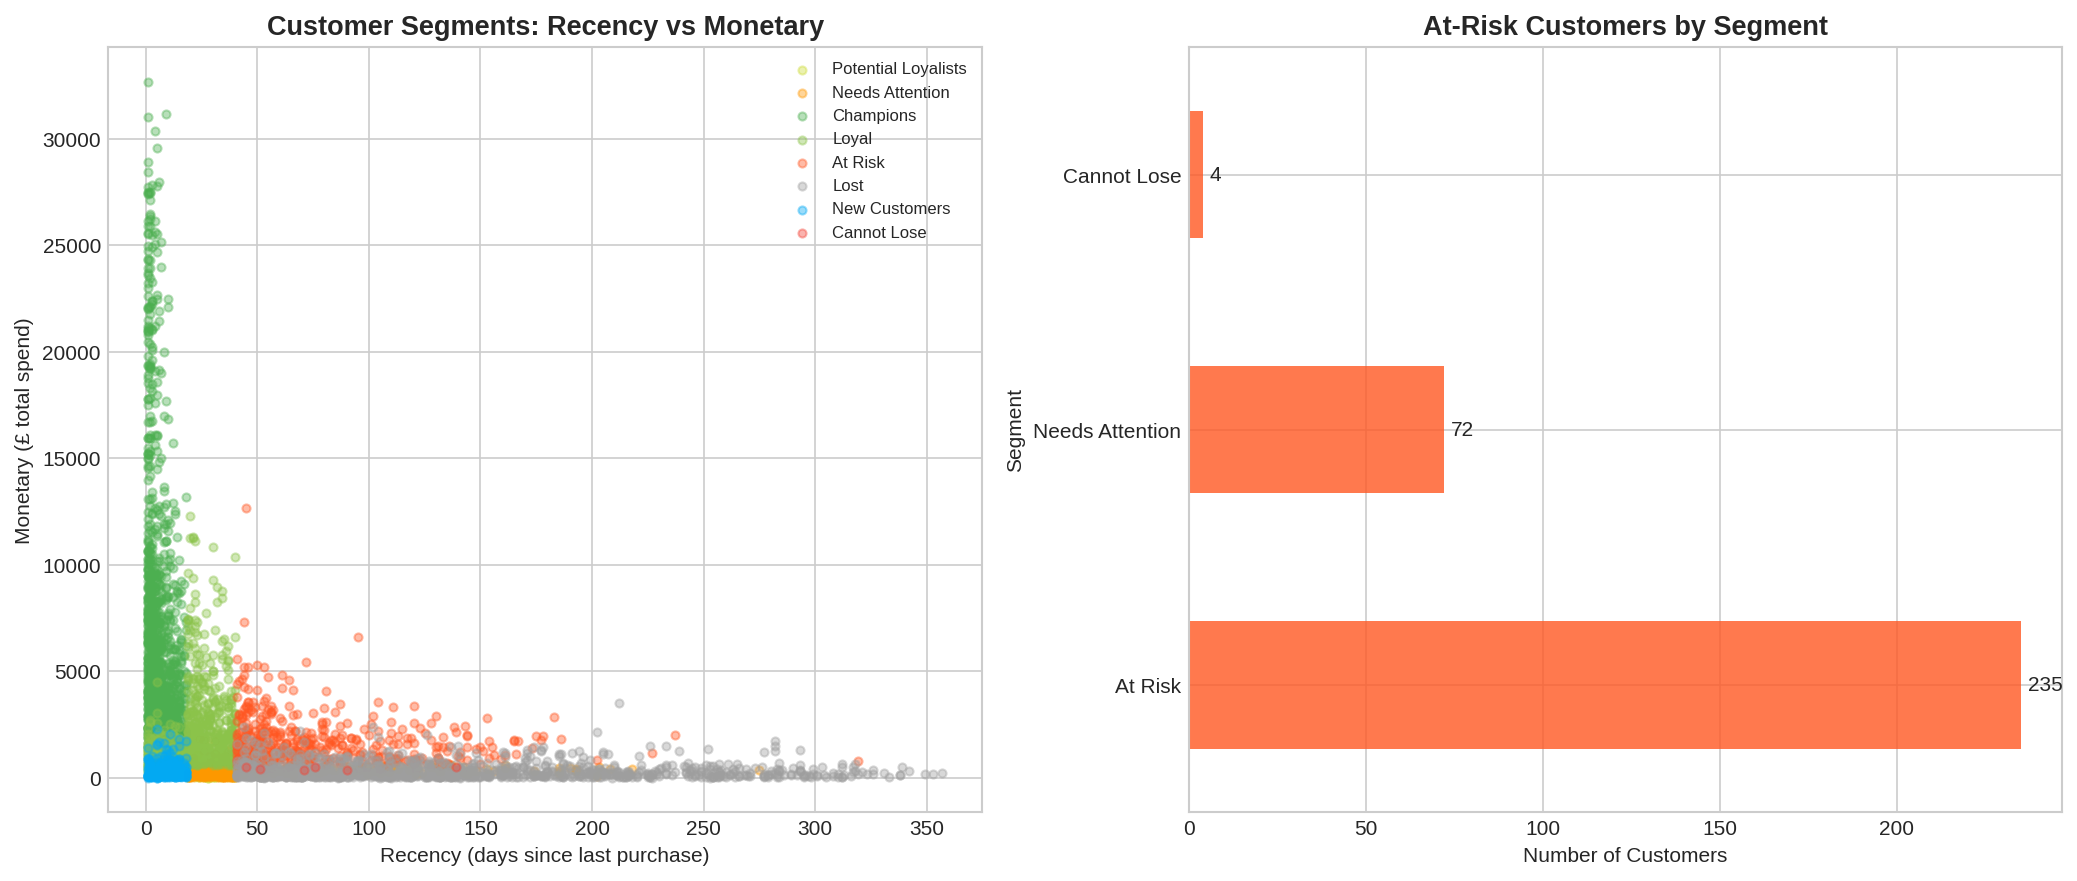 Customer Segments: Recency vs Monetary
Monetary (£ total spend)
30000
25000
20000
15000
10000
5000
0
0 50 100 150 200 250 300 350
Recency (days since last purchase)
Potential Loyalists
Needs Attention
Champions
Loyal
At Risk
Lost
New Customers
Cannot Lose
At-Risk Customers by Segment
Segment
Cannot Lose 4
Needs Attention 72
At Risk 235
0 50 100 150 200
Number of Customers